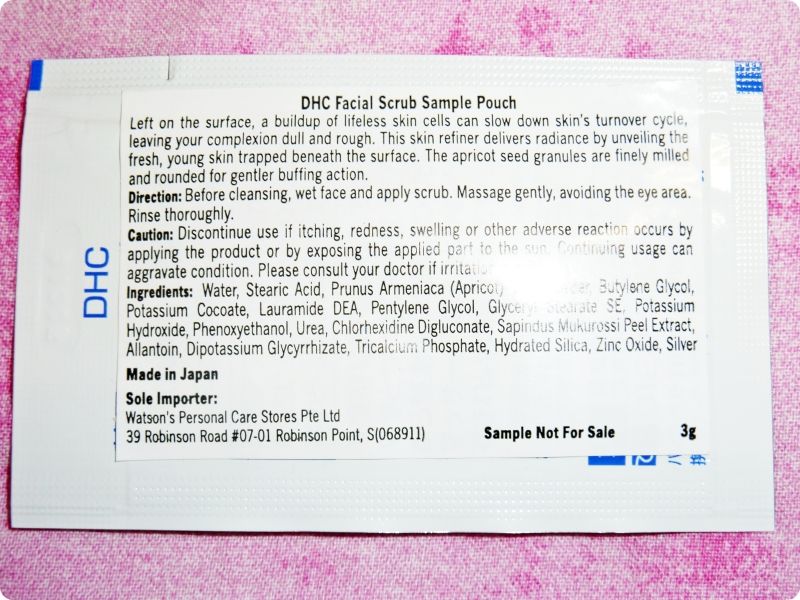 DHC Facial Scrub Sample Pouch
Left on the surface, a buildup of lifeless skin cells can slow down skin's turnover cycle,
leaving your complexion dull and rough. This skin refiner delivers radiance by unveiling the
fresh, young skin trapped beneath the surface. The apricot seed granules are finely milled
and rounded for gentler buffing action.
Direction: Before cleansing, wet face and apply scrub. Massage gently, avoiding the eye area.
Rinse thoroughly.
Caution: Discontinue use if itching, redness, swelling or other adverse reaction occurs by
applying the product or by exposing the applied part to the sun. Continuing usage can
aggravate condition. Please consult your doctor if
Ingredients: Water, Stearic Acid, Prunus Armeniaca (Apricot) Butylene Glycol,
Potassium Cocoate, Lauramide DEA, Pentylene Glycol, Glyceryl Stearate SE, Potassium
Hydroxide, Phenoxyethanol, Urea, Chlorhexidine Digluconate, Sapindus Mukurossi Peel Extract,
Allantoin, Dipotassium Glycyrrhizate, Tricalcium Phosphate, Hydrated Silica, Zinc Oxide, Silver
Made in Japan
Sole Importer:
Watson's Personal Care Stores Pte Ltd
39 Robinson Road #07-01 Robinson Point, S(068911)
Sample Not For Sale 3g
DHC